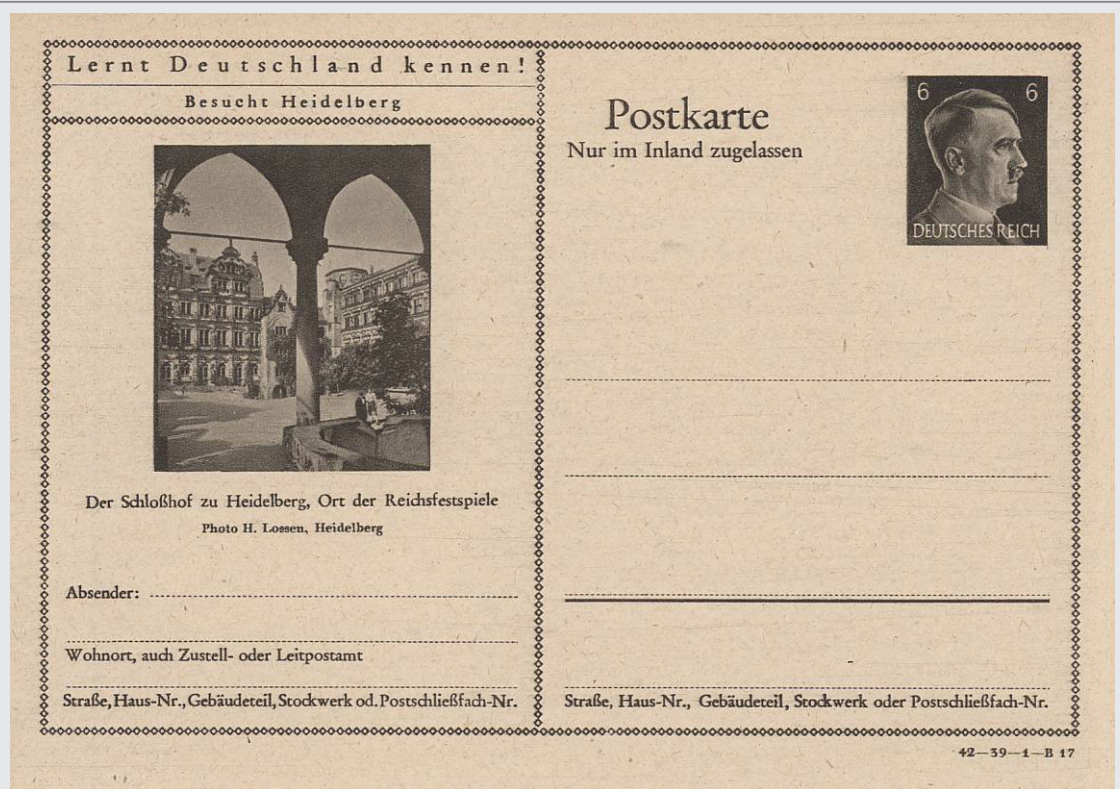 Lernt Deutschland kennen!
Besucht Heidelberg
Der Schloßhof zu Heidelberg, Ort der Reichsfestspiele
Photo H. Lossen, Heidelberg
Absender:
Wohnort, auch Zustell- oder Leitpostamt
Straße, Haus-Nr., Gebäudeteil, Stockwerk od. Postschließfach-Nr.
Postkarte
Nur im Inland zugelassen
6 6
DEUTSCHES REICH
Straße, Haus-Nr., Gebäudeteil, Stockwerk oder Postschließfach-Nr.
42—39—1—B 17